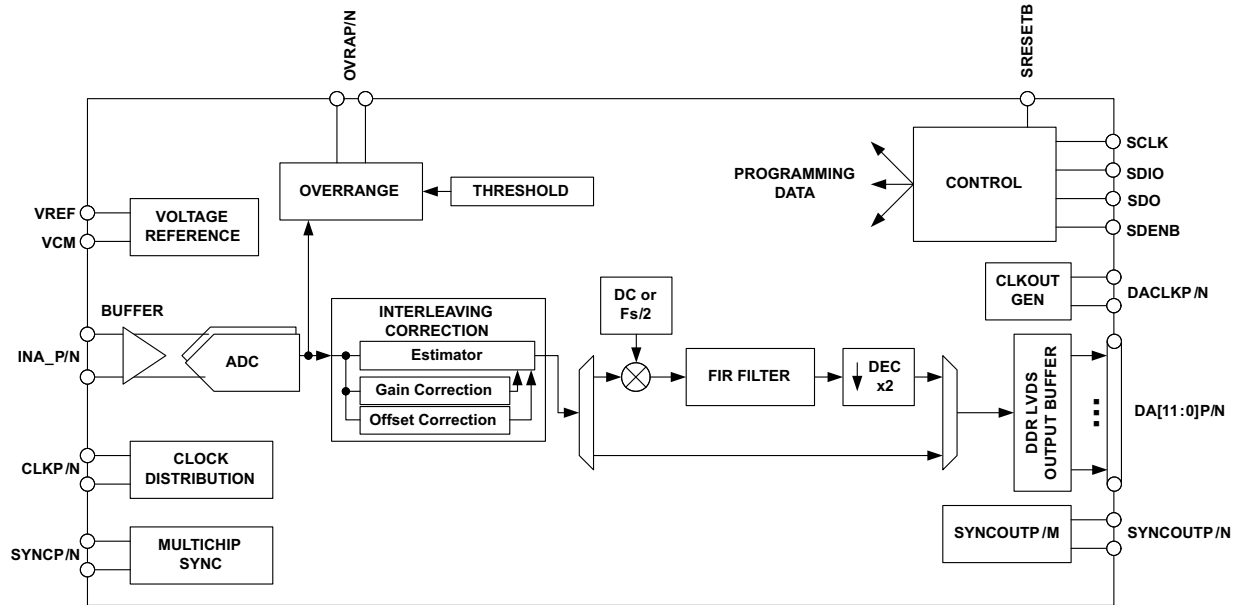 OVRAP/N
SRESETB
OVERRANGE
THRESHOLD
PROGRAMMING
DATA
CONTROL
SCLK
SDIO
SDO
SDENB
VREF
VCM
VOLTAGE
REFERENCE
CLKOUT
GEN
DACLKP/N
BUFFER
INA_P/N
ADC
INTERLEAVING
CORRECTION
Estimator
Gain Correction
Offset Correction
DC or
Fs/2
FIR FILTER
DEC
x2
DDR LVDS
OUTPUT BUFFER
DA[11:0]P/N
CLKP/N
CLOCK
DISTRIBUTION
SYNCP/N
MULTICHIP
SYNC
SYNCOUTP/M
SYNCOUTP/N